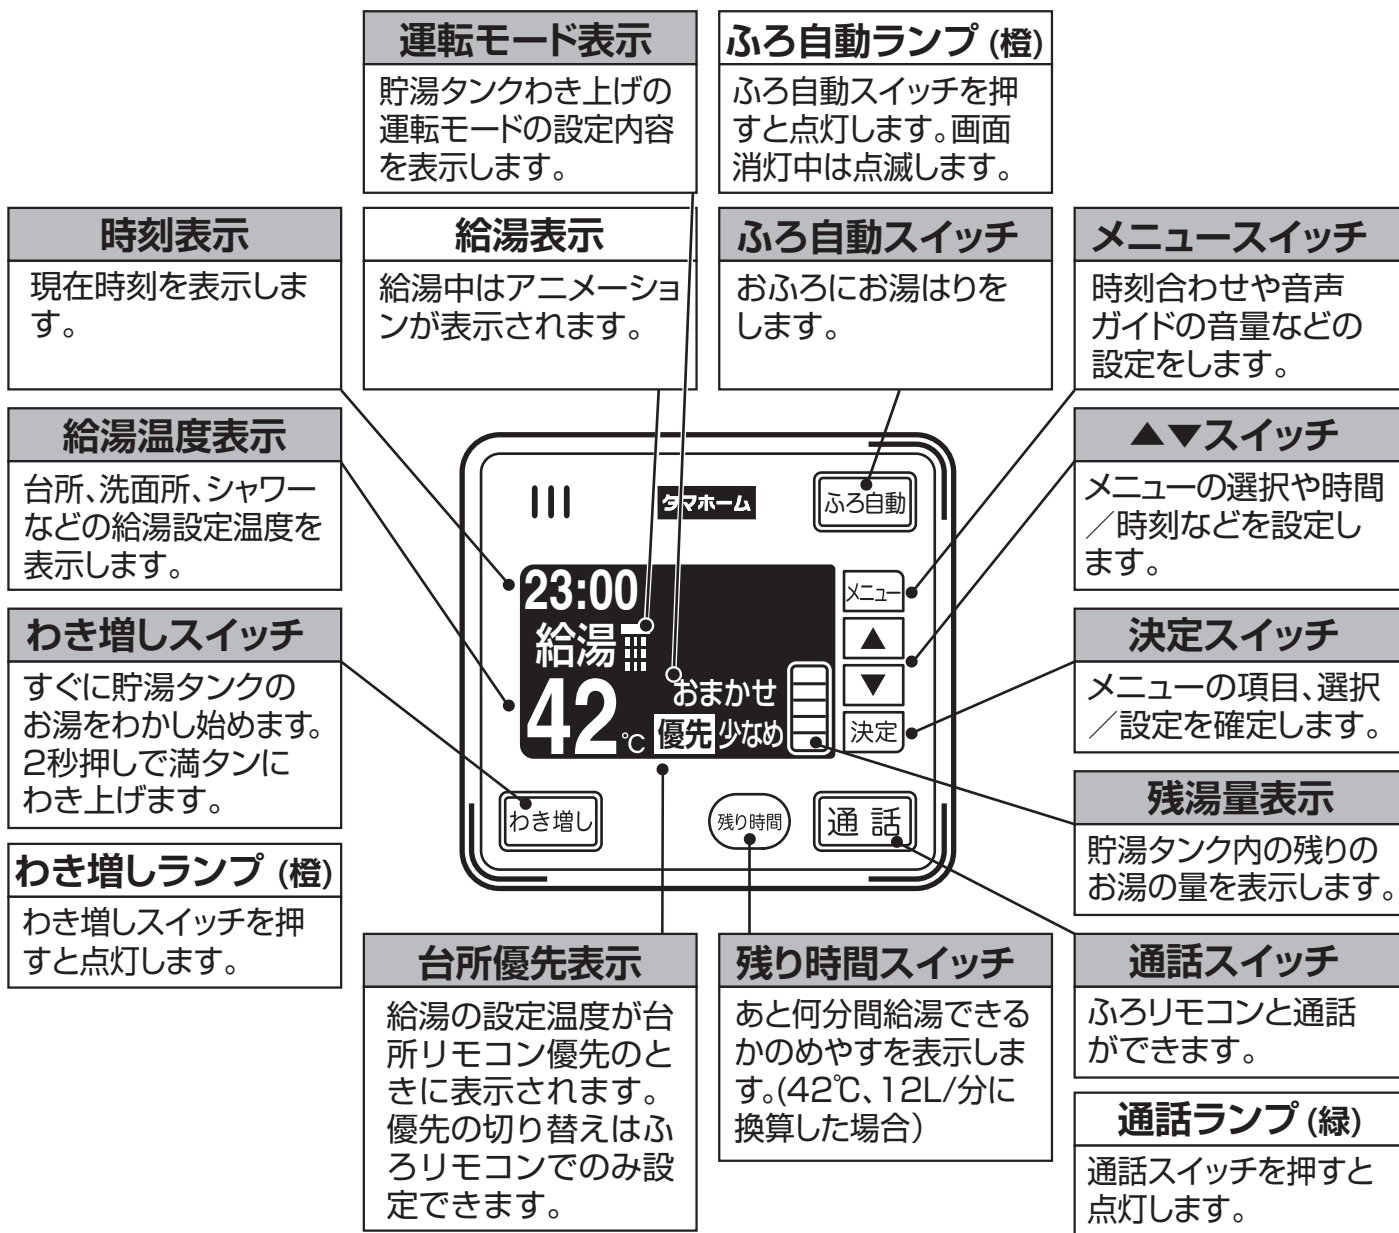 運転モード表示
貯湯タンクわき上げの
運転モードの設定内容
を表示します。
ふろ自動ランプ (橙)
ふろ自動スイッチを押
すと点灯します。画面
消灯中は点滅します。
時刻表示
現在時刻を表示しま
す。
給湯表示
給湯中はアニメーショ
ンが表示されます。
ふろ自動スイッチ
おふろにお湯はりを
します。
メニュースイッチ
時刻合わせや音声
ガイドの音量などの
設定をします。
給湯温度表示
台所、洗面所、シャワー
などの給湯設定温度を
表示します。
▲▼スイッチ
メニューの選択や時間
／時刻などを設定し
ます。
わき増しスイッチ
すぐに貯湯タンクの
お湯をわかし始めます。
2秒押しで満タンに
わき上げます。
決定スイッチ
メニューの項目、選択
／設定を確定します。
わき増しランプ (橙)
わき増しスイッチを押
すと点灯します。
残湯量表示
貯湯タンク内の残りの
お湯の量を表示します。
タマホーム
ふろ自動
23:00
給湯
42℃
おまかせ
優先 少なめ
メニュー
▲
▼
決定
わき増し
残り時間
通話
台所優先表示
給湯の設定温度が台
所リモコン優先のと
きに表示されます。
優先の切り替えはふ
ろリモコンでのみ設
定できます。
残り時間スイッチ
あと何分間給湯できる
かのめやすを表示しま
す。(42℃、12L/分に
換算した場合）
通話スイッチ
ふろリモコンと通話
ができます。
通話ランプ (緑)
通話スイッチを押すと
点灯します。